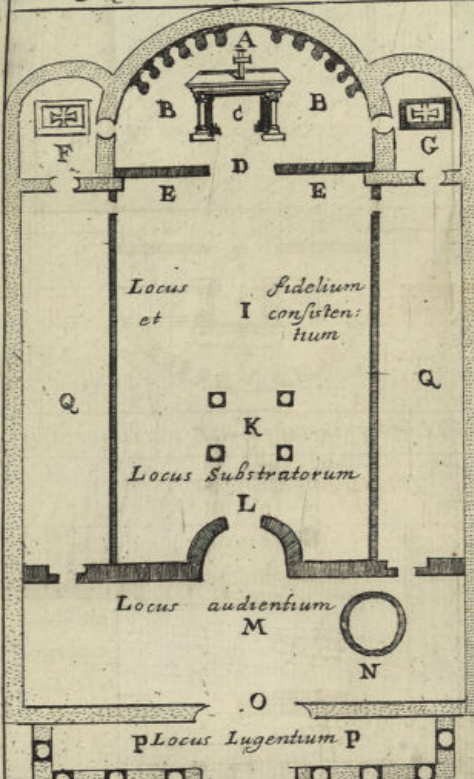 A
B C B
F G
D
E E
Locus fidelium
et I consisten:
tium
Q Q
K
Locus Substratorum
L
Locus audientium
M
N
O
P Locus Lugentium P